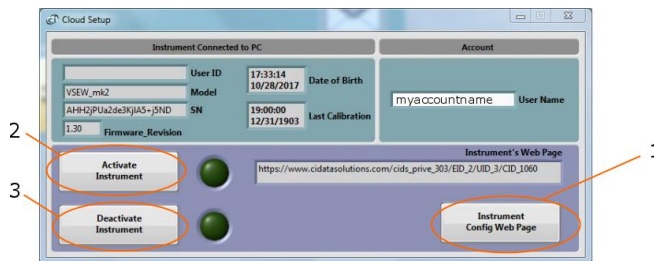 Cloud Setup
Instrument Connected to PC
Account
User ID
17:33:14
10/28/2017
Date of Birth
VSEW_mk2
Model
AHH2jPUa2de3KjIA5+j5ND
SN
19:00:00
12/31/1903
Last Calibration
1.30
Firmware_Revision
myaccountname
User Name
2
Activate
Instrument
Instrument's Web Page
https://www.cidatasolutions.com/cids_prive_303/EID_2/UID_3/CID_1060
1
3
Deactivate
Instrument
Instrument
Config Web Page